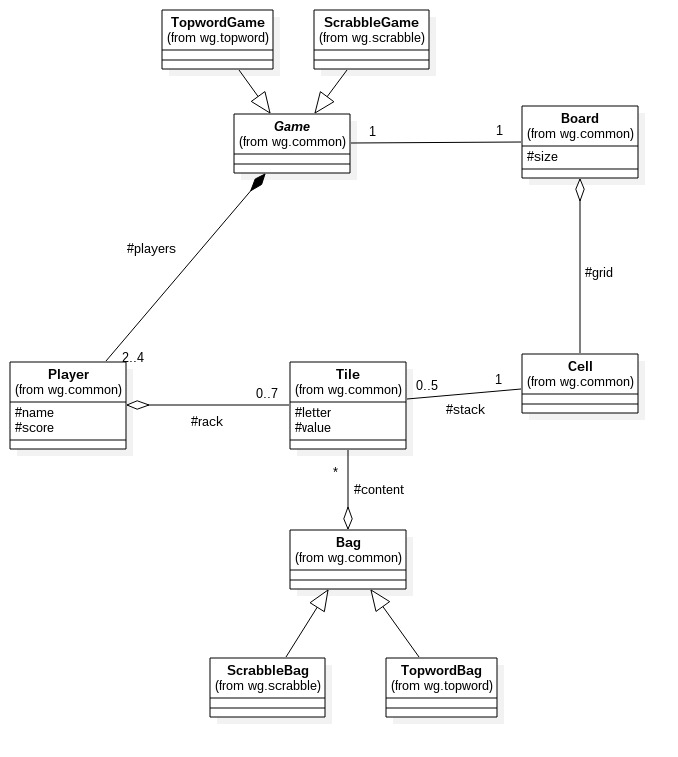 TopwordGame
(from wg.topword)
ScrabbleGame
(from wg.scrabble)
Game
(from wg.common)
1
1
Board
(from wg.common)
#size
#players
#grid
2..4
Player
(from wg.common)
#name
#score
0..7
#rack
Tile
(from wg.common)
#letter
#value
0..5
1
#stack
Cell
(from wg.common)
*
#content
Bag
(from wg.common)
ScrabbleBag
(from wg.scrabble)
TopwordBag
(from wg.topword)